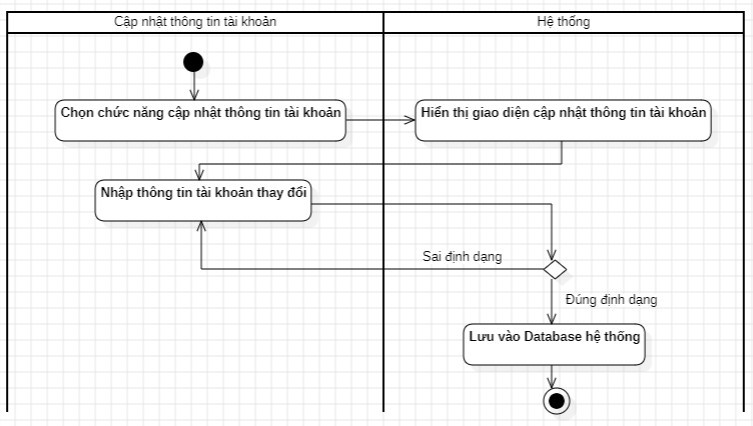 Cập nhật thông tin tài khoản
Hệ thống
Chọn chức năng cập nhật thông tin tài khoản
Hiển thị giao diện cập nhật thông tin tài khoản
Nhập thông tin tài khoản thay đổi
Sai định dạng
Đúng định dạng
Lưu vào Database hệ thống